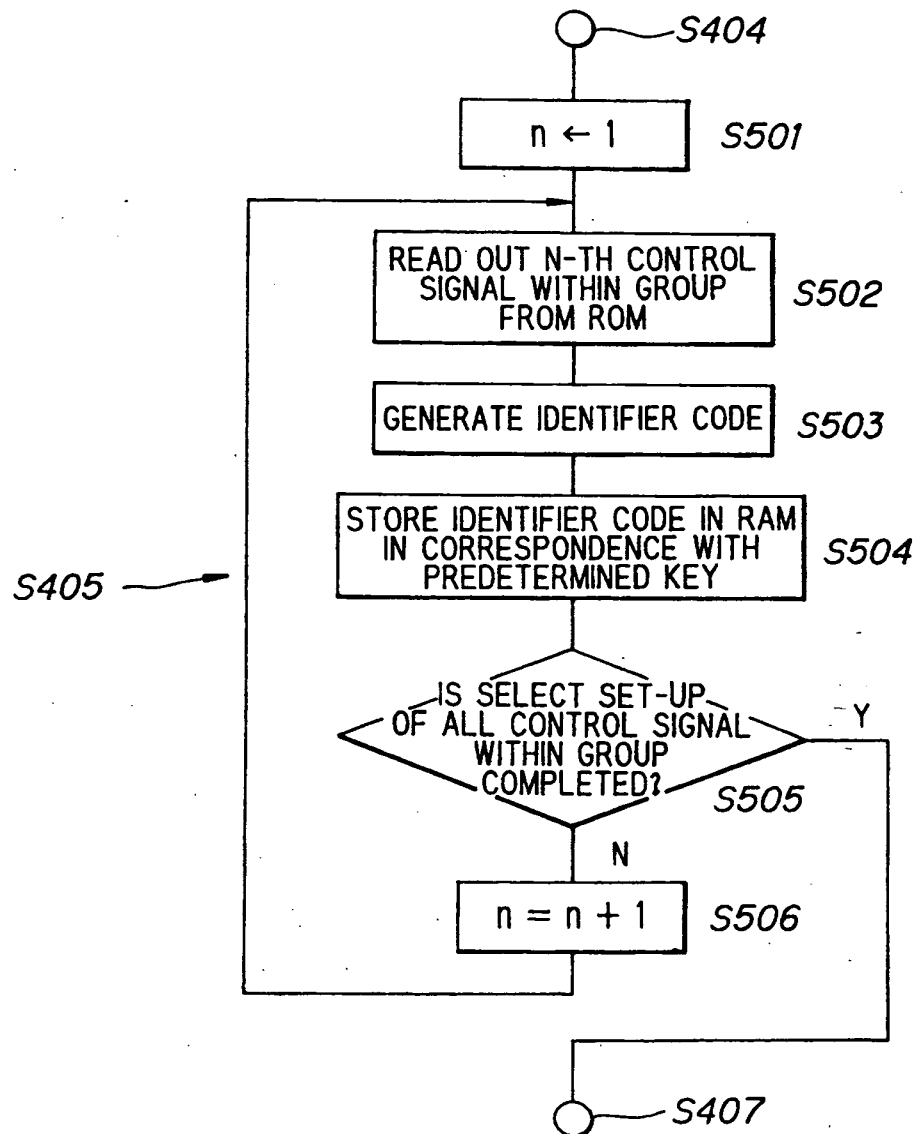 S404
n ← 1
S501
READ OUT N-TH CONTROL
SIGNAL WITHIN GROUP
FROM ROM
S502
GENERATE IDENTIFIER CODE
S503
STORE IDENTIFIER CODE IN RAM
IN CORRESPONDENCE WITH
PREDETERMINED KEY
S504
S405
IS SELECT SET-UP
OF ALL CONTROL SIGNAL
WITHIN GROUP
COMPLETED?
Y
S505
N
n = n + 1
S506
S407